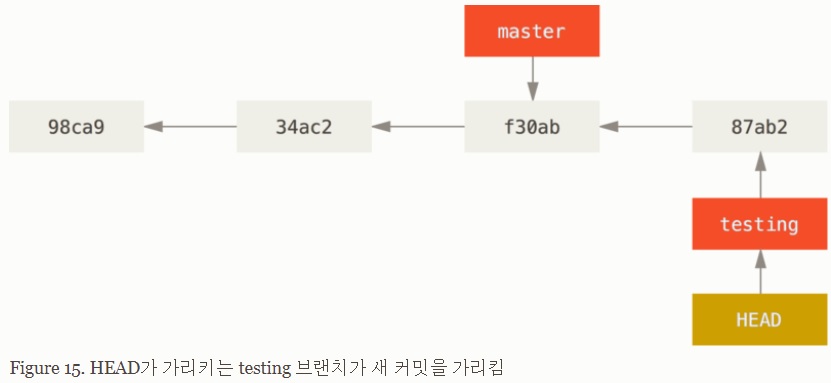 master
98ca9 34ac2 f30ab 87ab2
testing
HEAD
Figure 15. HEAD가 가리키는 testing 브랜치가 새 커밋을 가리킴